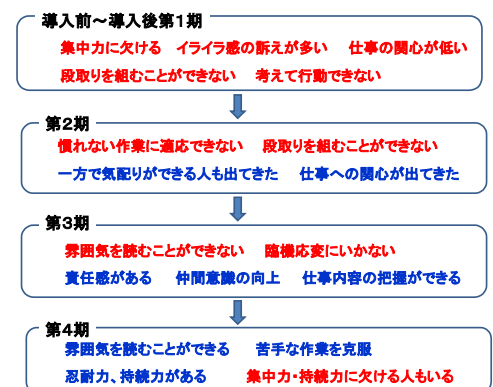 導入前～導入後第１期
集中力に欠ける　イライラ感の訴えが多い　仕事の関心が低い
段取りを組むことができない　考えて行動できない
第２期
慣れない作業に適応できない　段取りを組むことができない
一方で気配りができる人も出てきた　仕事への関心が出てきた
第３期
雰囲気を読むことができない　臨機応変にいかない
責任感がある　仲間意識の向上　仕事内容の把握ができる
第４期
雰囲気を読むことができる　苦手な作業を克服
忍耐力、持続力がある　集中力・持続力に欠ける人もいる